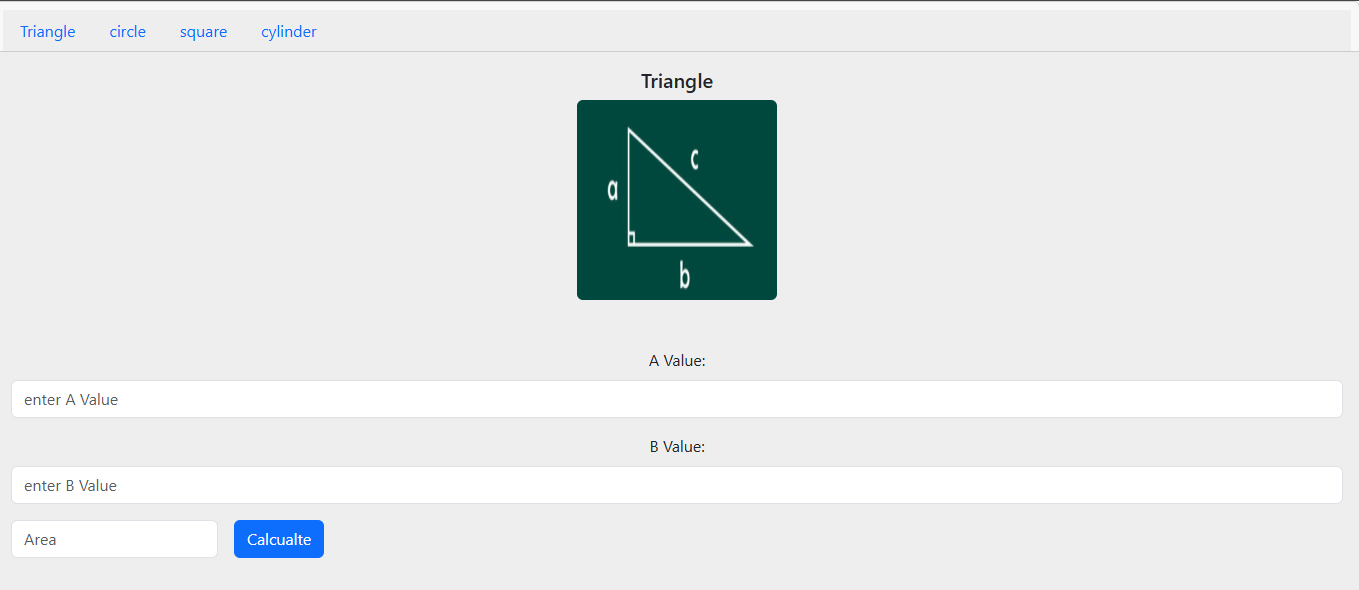 Triangle circle square cylinder
Triangle
c
a
b
A Value:
enter A Value
B Value:
enter B Value
Area Calcualte